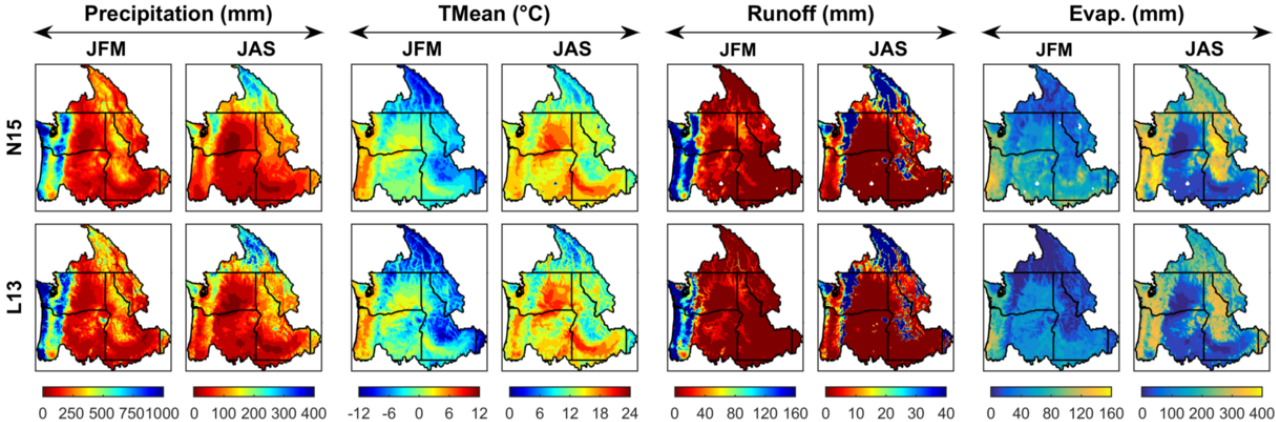 Precipitation (mm) TMean (°C) Runoff (mm) Evap. (mm)
JFM JAS JFM JAS JFM JAS JFM JAS
N15
L13
0 250 500 750 1000 0 100 200 300 400 -12 -6 0 6 12 0 6 12 18 24 0 40 80 120 160 0 10 20 30 40 0 40 80 120 160 0 100 200 300 400